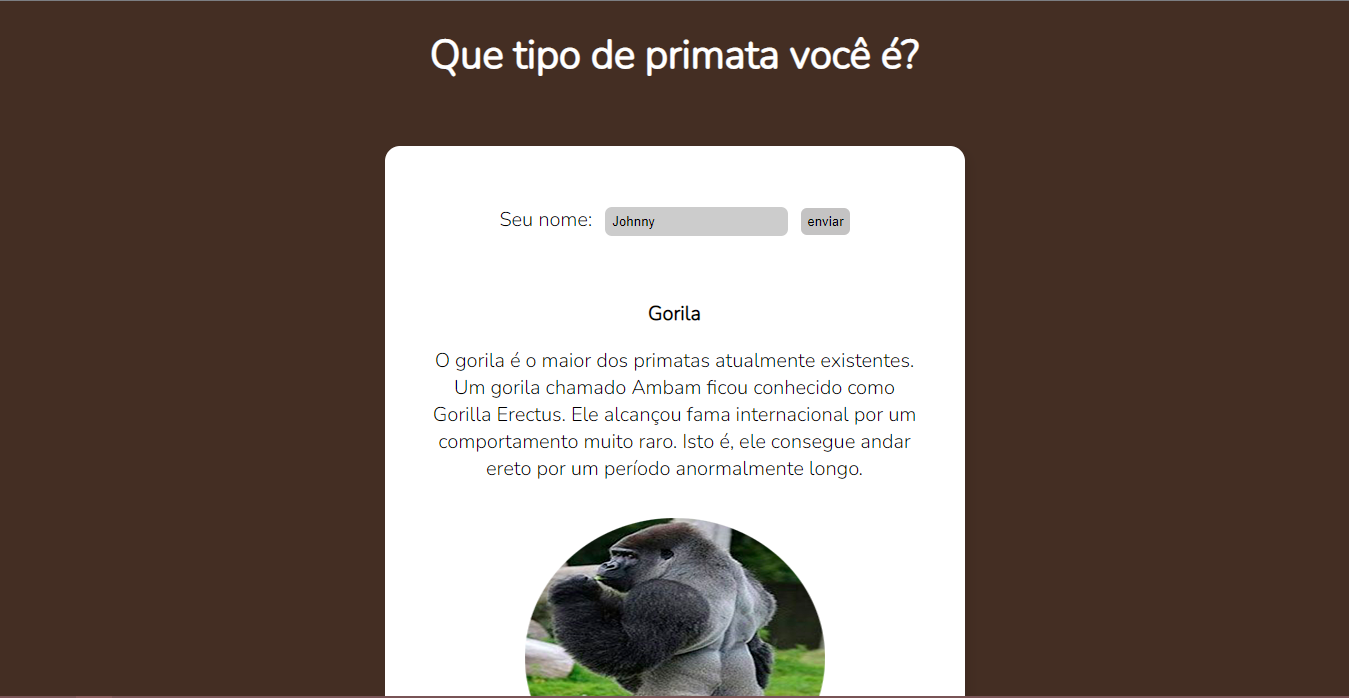 Que tipo de primata você é?
Seu nome: Johnny enviar
Gorila
O gorila é o maior dos primatas atualmente existentes.
Um gorila chamado Ambam ficou conhecido como
Gorilla Erectus. Ele alcançou fama internacional por um
comportamento muito raro. Isto é, ele consegue andar
ereto por um período anormalmente longo.